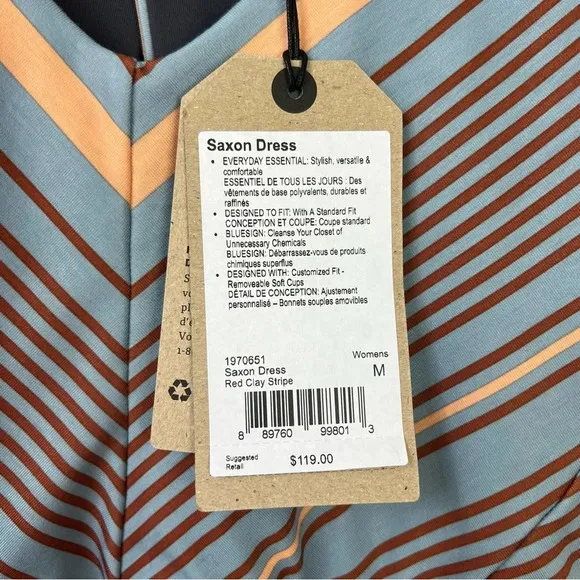 Saxon Dress
• EVERYDAY ESSENTIAL: Stylish, versatile &
comfortable
ESSENTIEL DE TOUS LES JOURS : Des
vêtements de base polyvalents, durables et
raffinés
• DESIGNED TO FIT: With A Standard Fit
CONCEPTION ET COUPE: Coupe standard
• BLUESIGN: Cleanse Your Closet of
Unnecessary Chemicals
BLUESIGN: Débarrassez-vous de produits
chimiques superflus
• DESIGNED WITH: Customized Fit -
Removeable Soft Cups
DÉTAIL DE CONCEPTION: Ajustement
personnalisé – Bonnets souples amovibles
1970651 Womens
Saxon Dress M
Red Clay Stripe
8 89760 99801 3
Suggested
Retail $119.00
d'é
Vo
1-8